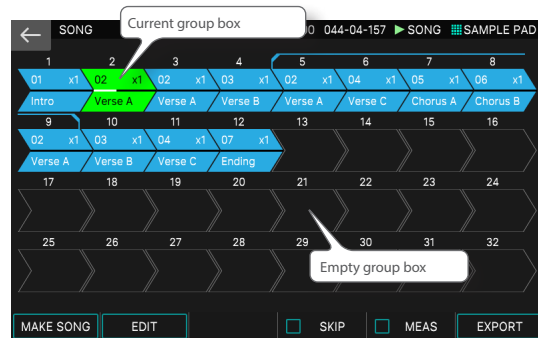 Current group box
SONG 00 044-04-157 SONG SAMPLE PAD
1 2 3 4 5 6 7 8
01 x1 02 x1 02 x1 03 x1 02 x1 04 x1 05 x1 06 x1
Intro Verse A Verse A Verse B Verse A Verse C Chorus A Chorus B
9 10 11 12 13 14 15 16
02 x1 03 x1 04 x1 07 x1
Verse A Verse B Verse C Ending
17 18 19 20 21 22 23 24
25 26 27 28 29 30 31 32
Empty group box
MAKE SONG EDIT SKIP MEAS EXPORT